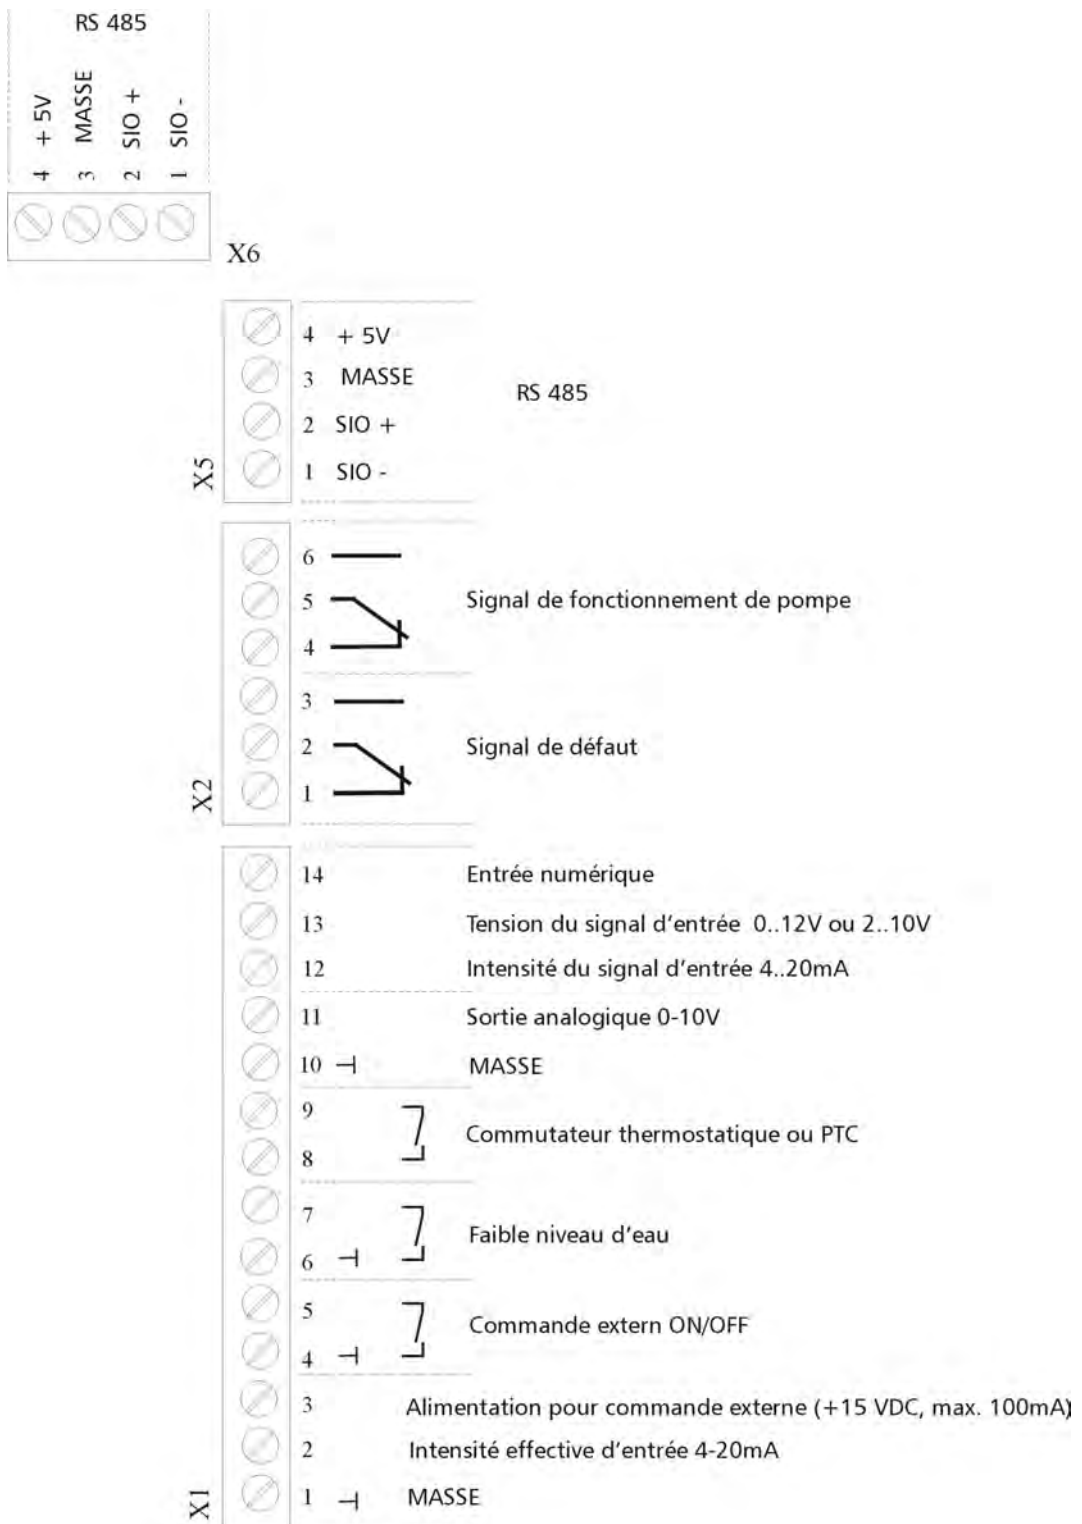 RS 485
4 + 5V
3 MASSE
2 SIO +
1 SIO -
X6
4 + 5V
3 MASSE
RS 485
2 SIO +
1 SIO -
X5
6
5 Signal de fonctionnement de pompe
4
3
2 Signal de défaut
1
X2
14 Entrée numérique
13 Tension du signal d'entrée 0..12V ou 2..10V
12 Intensité du signal d'entrée 4..20mA
11 Sortie analogique 0-10V
10 MASSE
9
Commutateur thermostatique ou PTC
8
7
Faible niveau d'eau
6
5
Commande extern ON/OFF
4
3 Alimentation pour commande externe (+15 VDC, max. 100mA)
2 Intensité effective d'entrée 4-20mA
1 MASSE
X1